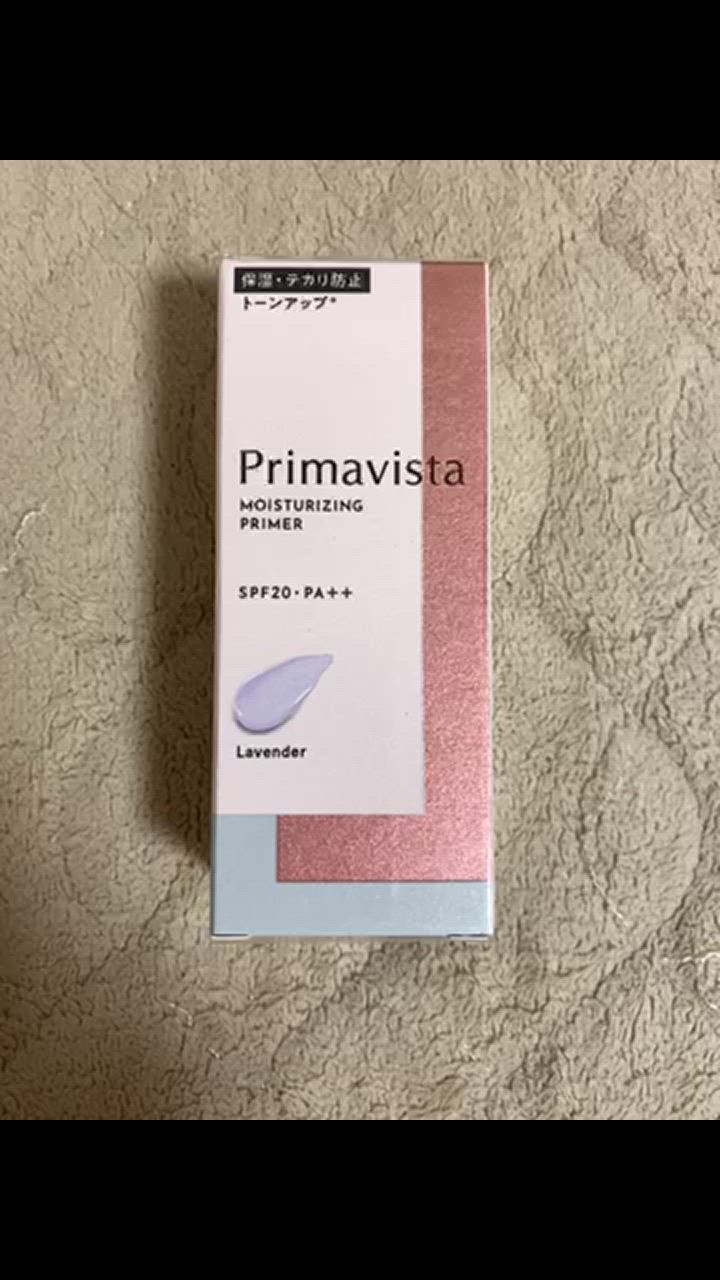 保湿・テカリ防止
トーンアップ*
Primavista
MOiSTURIZING
PRIMER
SPF20・PA++
Lavender